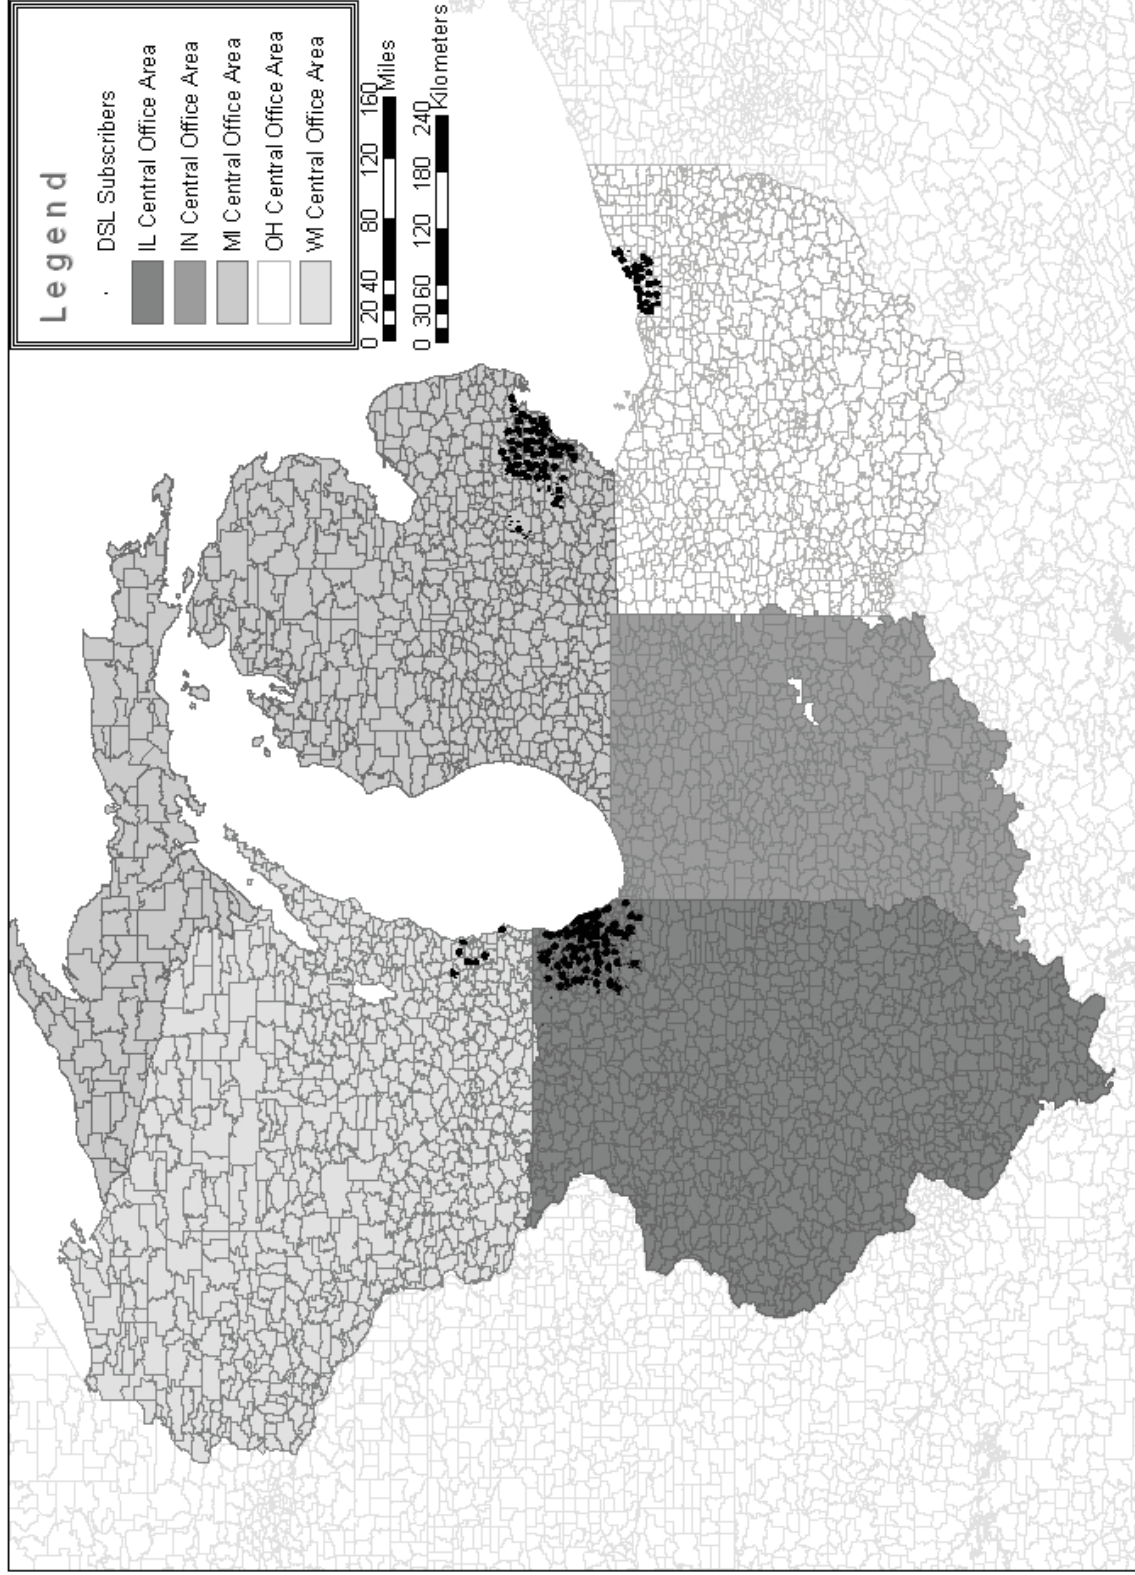 Legend
DSL Subscribers
IL Central Office Area
IN Central Office Area
MI Central Office Area
OH Central Office Area
WI Central Office Area
0 20 40 80 120 160
Miles
0 30 60 120 180 240
Kilometers